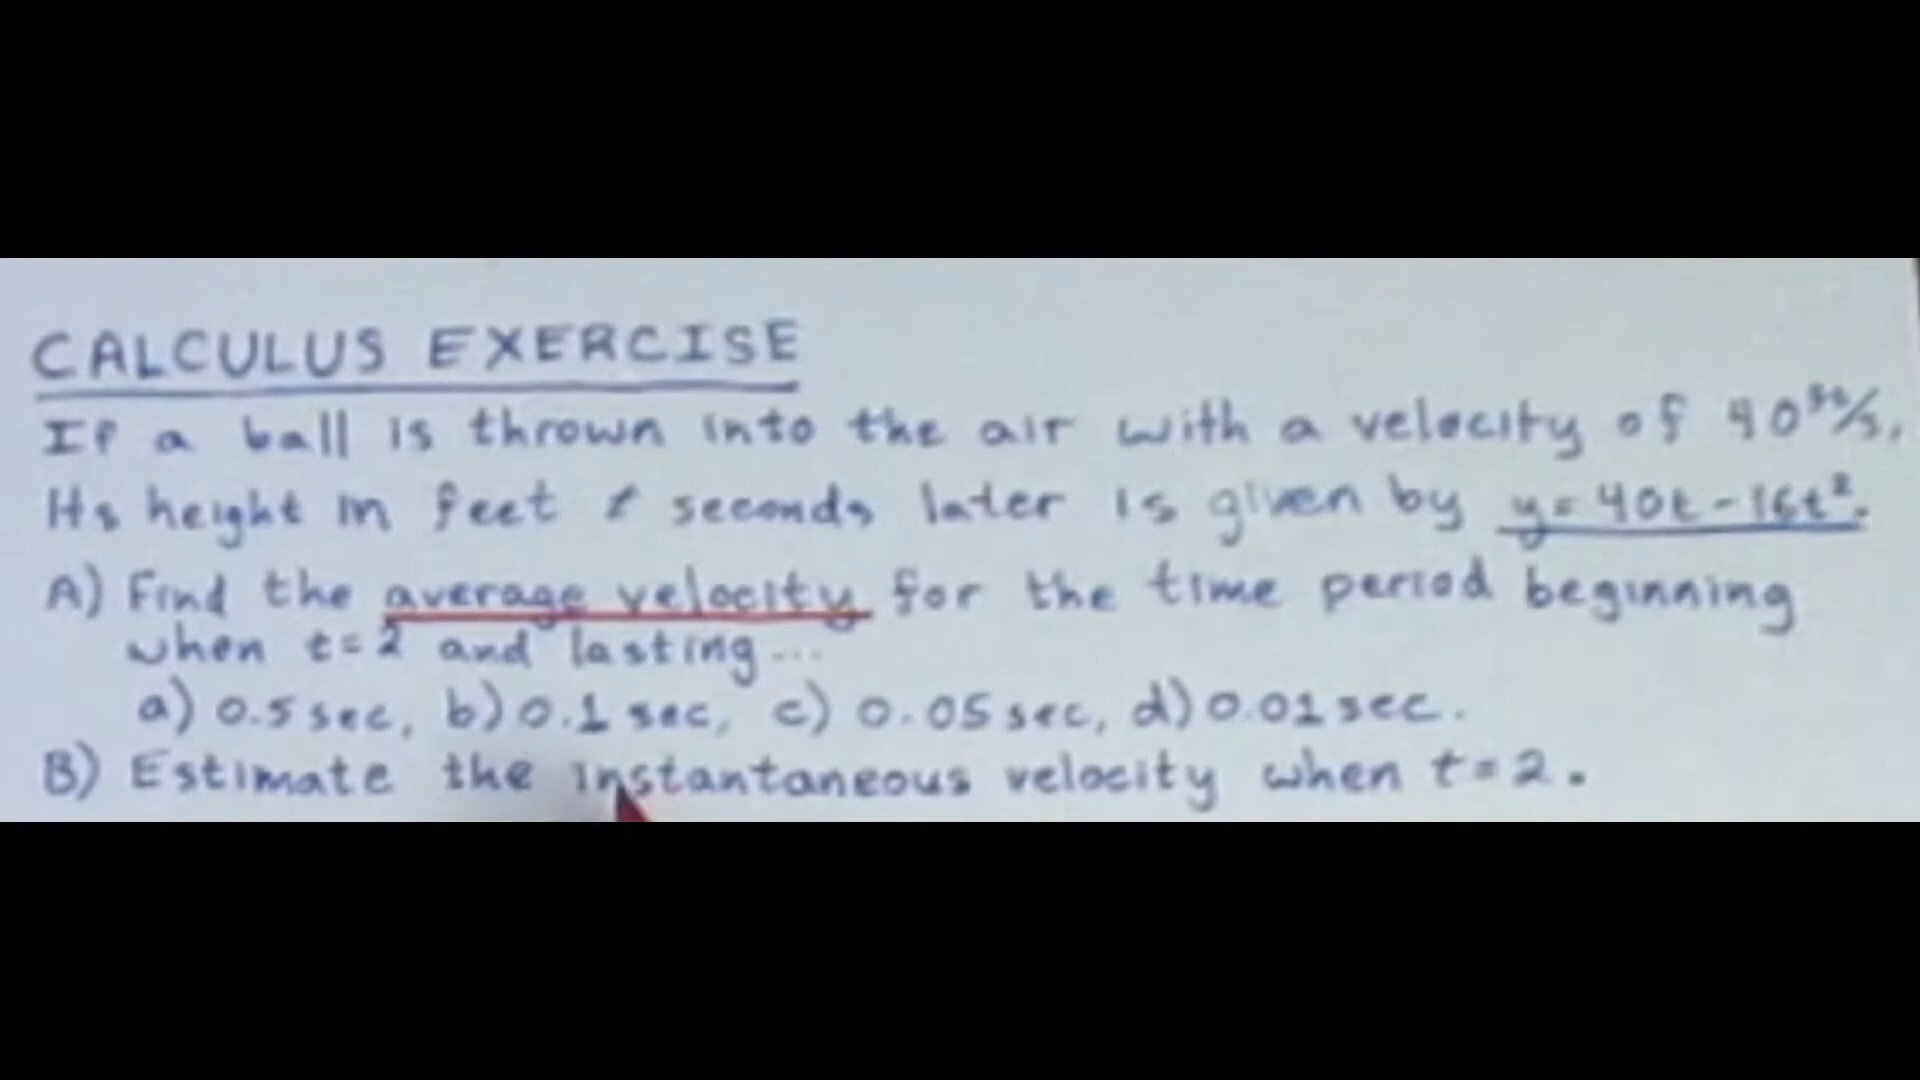 CALCULUS EXERCISE
If a ball is thrown into the air with a velocity of 40 ft/s,
Its height in feet t seconds later is given by y = 40t - 16t².
A) Find the average velocity for the time period beginning
when t = 2 and lasting ...
a) 0.5 sec, b) 0.1 sec, c) 0.05 sec, d) 0.01 sec.
B) Estimate the instantaneous velocity when t = 2.